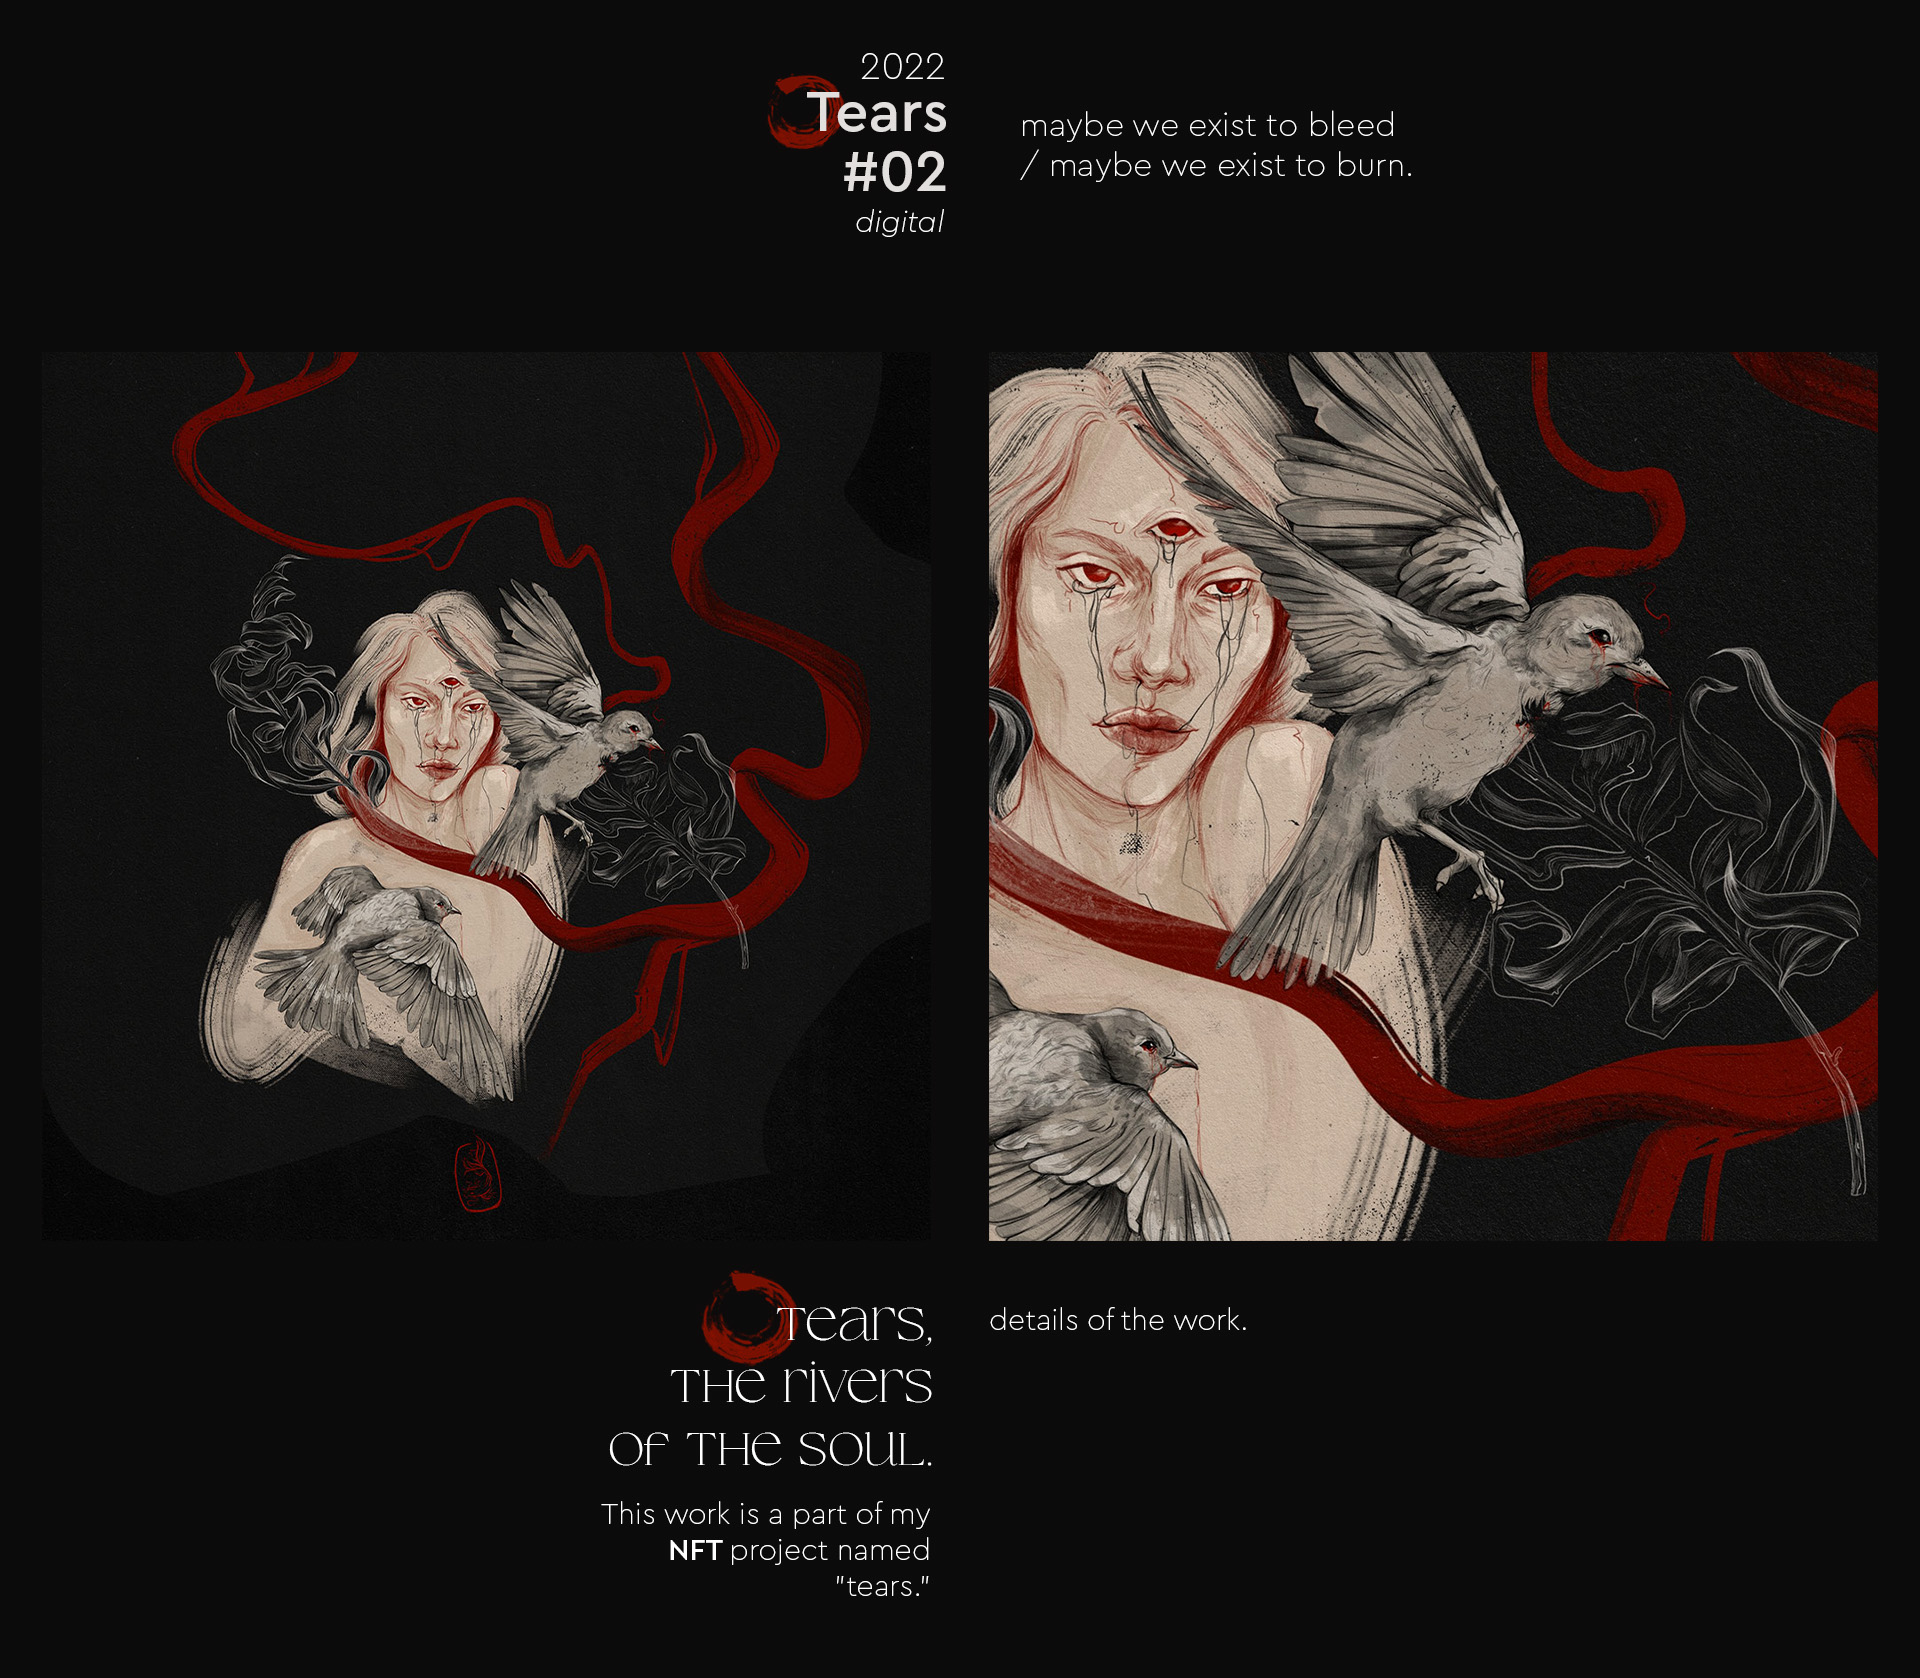 2022
Tears
#02
digital
maybe we exist to bleed
/ maybe we exist to burn.
Tears,
THe rivers
OF THe SOUL.
This work is a part of my
NFT project named
"tears."
details of the work.